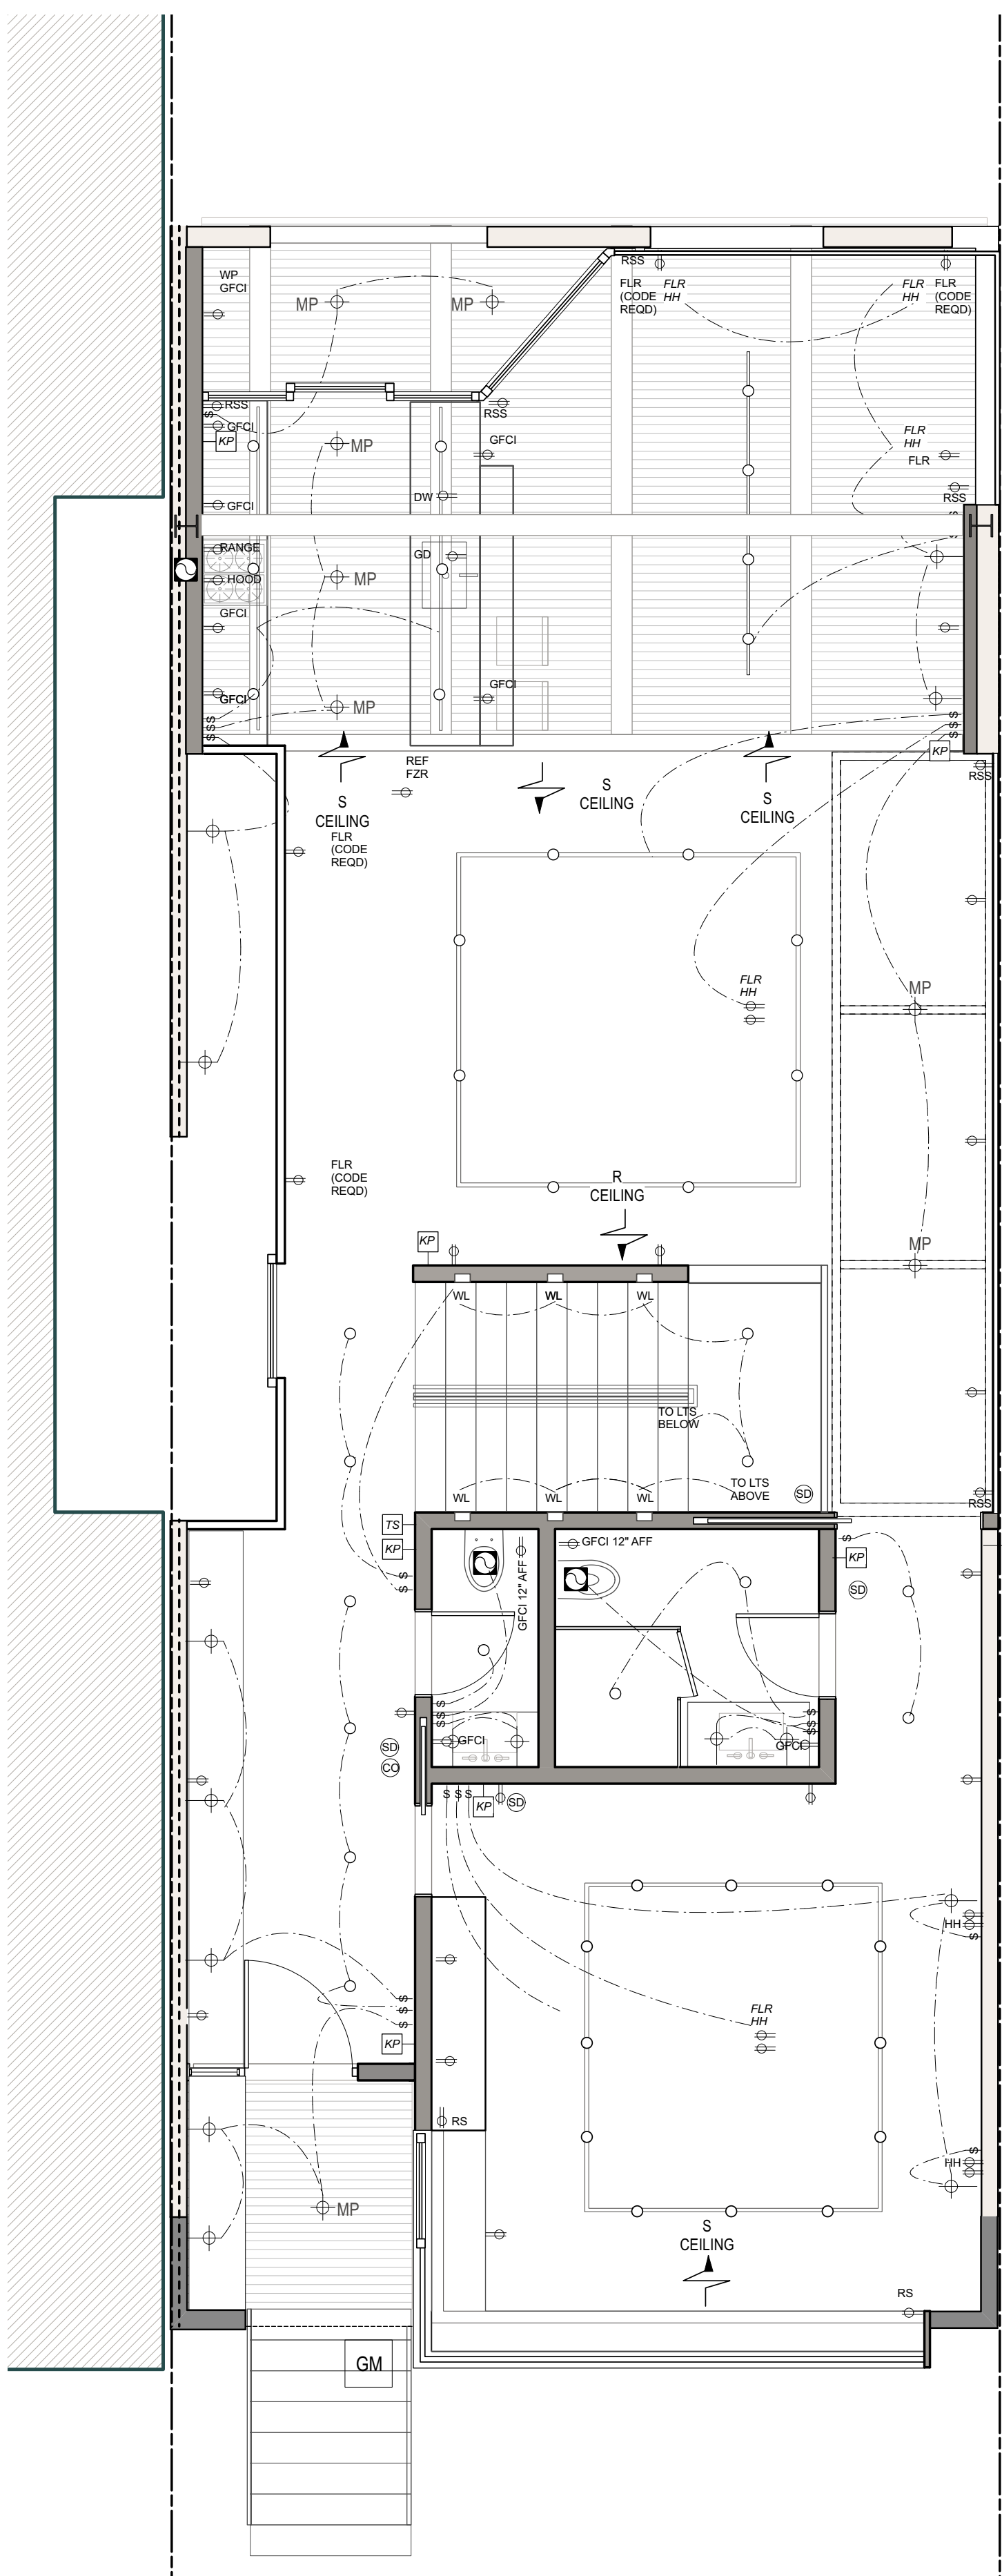 WP
GFCI
MP
MP
RSS
FLR
(CODE
REQD)
FLR
HH
FLR
HH
FLR
(CODE
REQD)
RSS
S
RSS
GFCI
KP
MP
GFCI
FLR
HH
FLR
RSS
GFCI
DW
S
S
RANGE
HOOD
GD
MP
GFCI
GFCI
GFCI
MP
S
S
S
S
S
S
KP
REF
FZR
RSS
S
CEILING
S
CEILING
S
CEILING
FLR
(CODE
REQD)
FLR
HH
MP
FLR
(CODE
REQD)
R
CEILING
KP
MP
WL
WL
WL
TO LTS
BELOW
TO LTS
ABOVE
SD
WL
WL
WL
RSS
TS
KP
S
S
GFCI 12" AFF
GFCI 12" AFF
S
KP
SD
S
S
S
S
S
S
GFCI
GFCI
SD
CO
S
S
S
KP
SD
HH
S
S
S
S
KP
FLR
HH
RS
S
HH
MP
S
CEILING
RS
GM